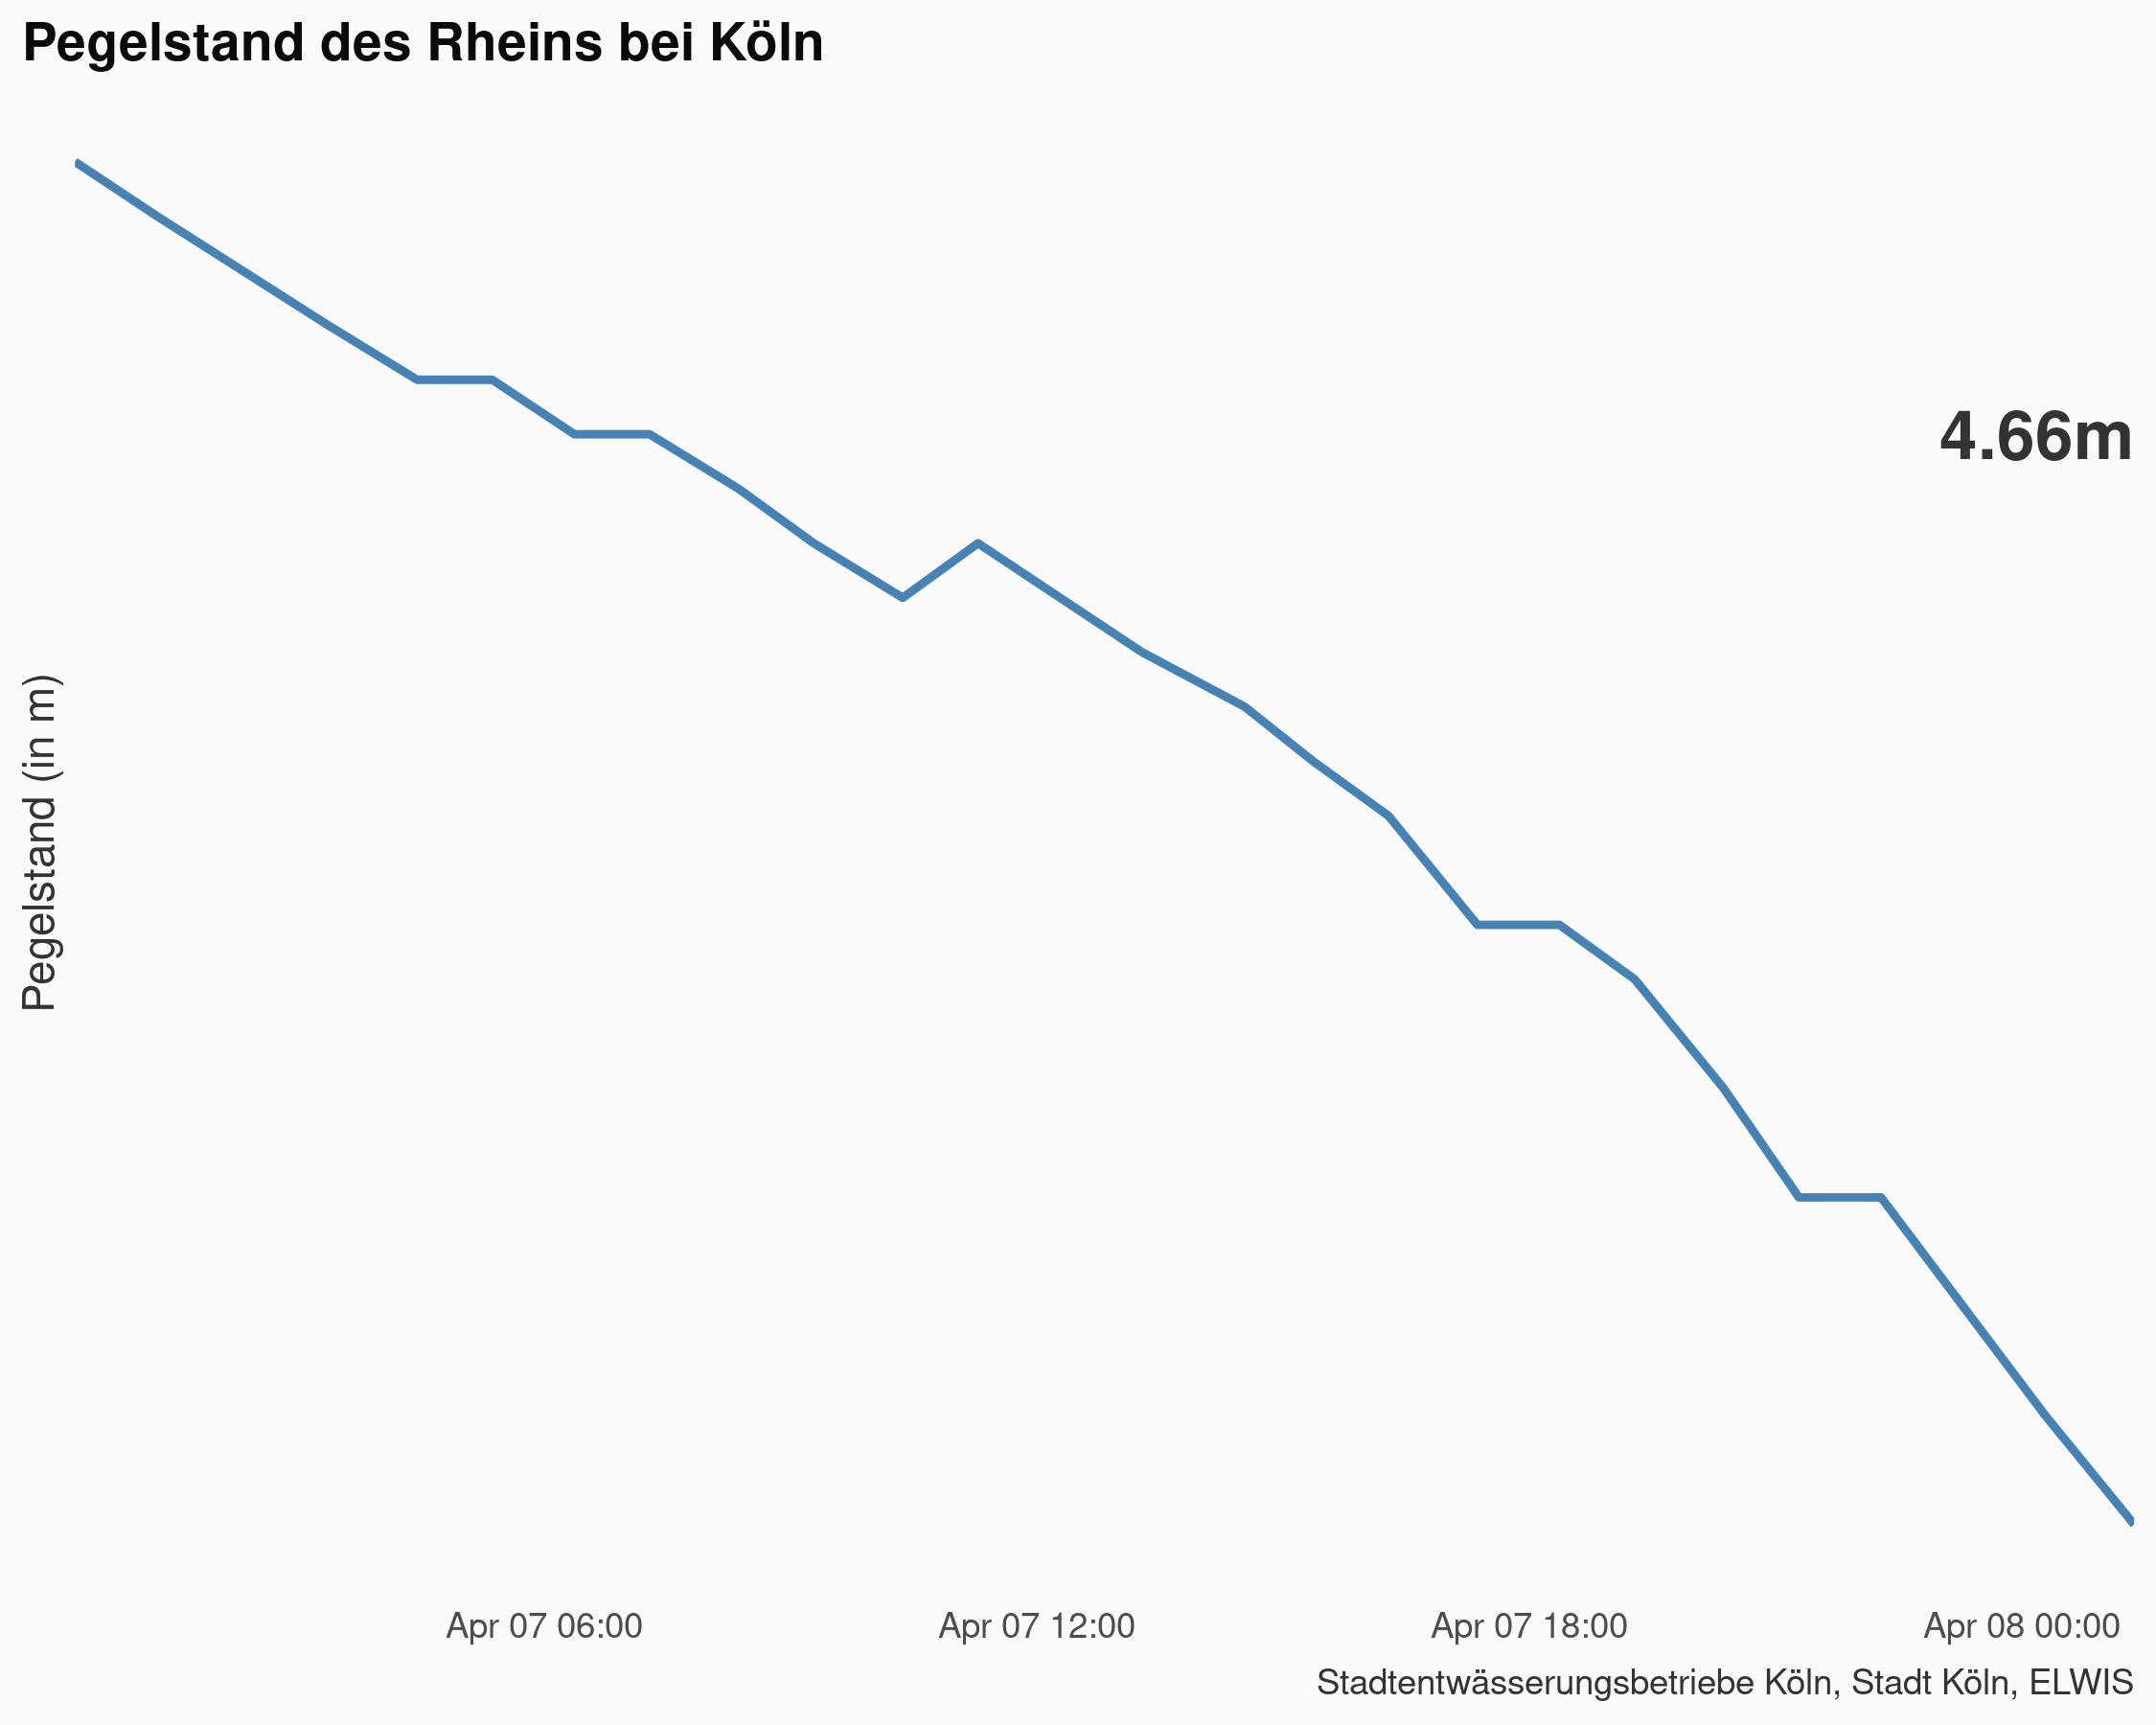 Pegelstand des Rheins bei Köln
4.66m
Pegelstand (in m)
Apr 07 06:00 Apr 07 12:00 Apr 07 18:00 Apr 08 00:00
Stadtentwässerungsbetriebe Köln, Stadt Köln, ELWIS